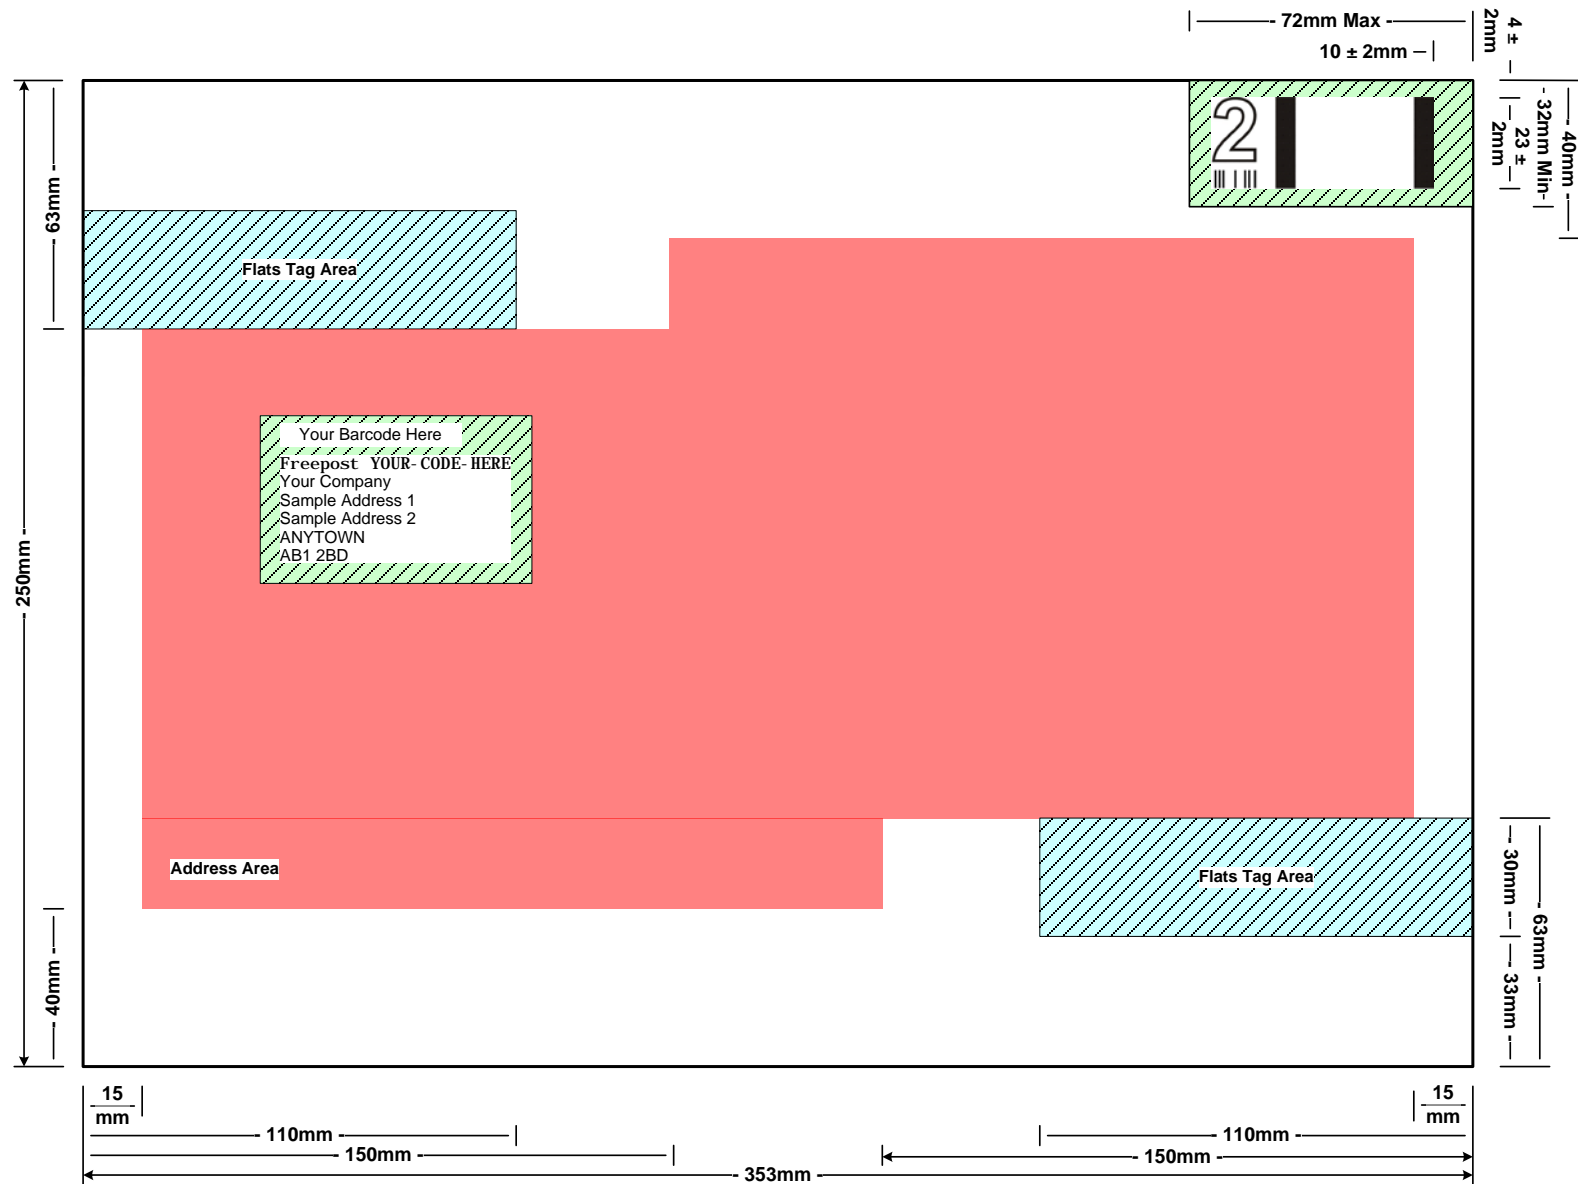 - 72mm Max -
4 ± 2mm
10 ± 2mm
2
- 32mm Min-
23 ± 2mm
- 40mm -
- 63mm -
Flats Tag Area
Your Barcode Here
Freepost YOUR-CODE-HERE
Your Company
Sample Address 1
Sample Address 2
ANYTOWN
AB1 2BD
- 250mm -
Address Area
Flats Tag Area
- 30mm -
- 63mm -
- 33mm -
- 40mm -
15
mm
15
mm
- 110mm -
- 110mm -
- 150mm -
- 150mm -
- 353mm -